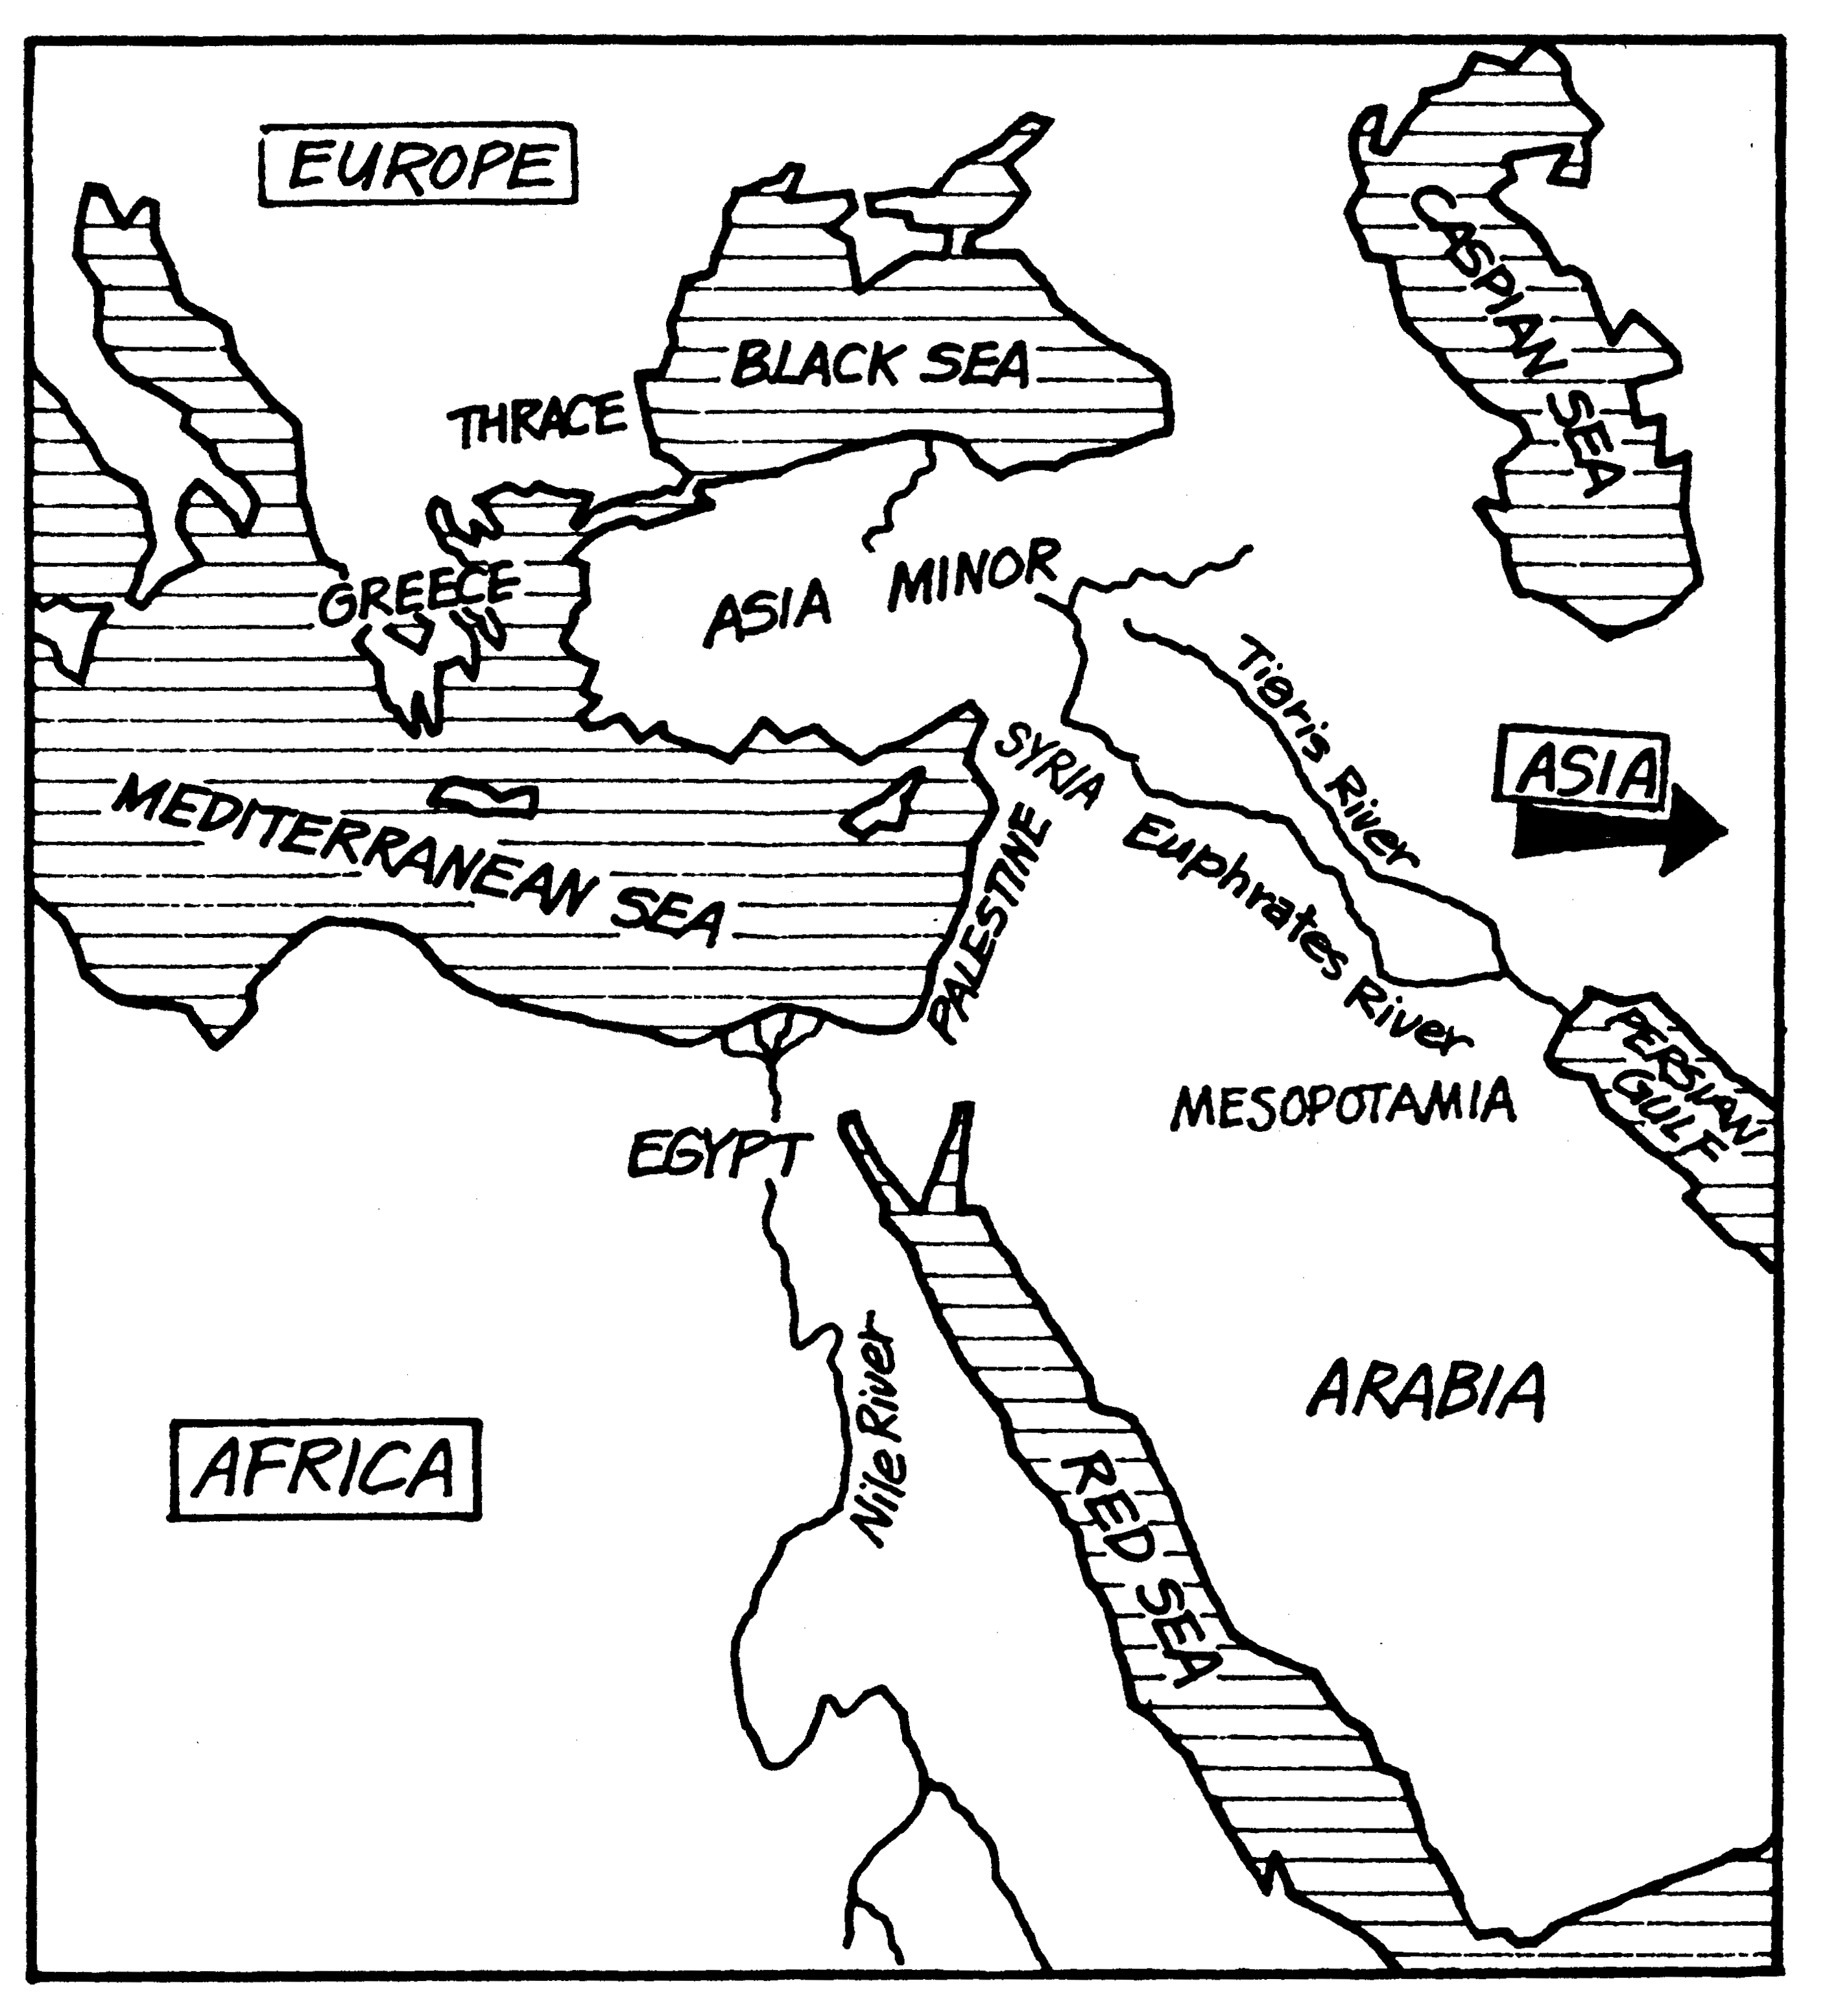 EUROPE
CASPIAN SEA
BLACK SEA
THRACE
GREECE
ASIA MINOR
Tigris River
SYRIA
ASIA
MEDITERRANEAN SEA
PALESTINE
Euphrates River
PERSIAN
GULF
MESOPOTAMIA
EGYPT
Nile River
ARABIA
AFRICA
RED SEA